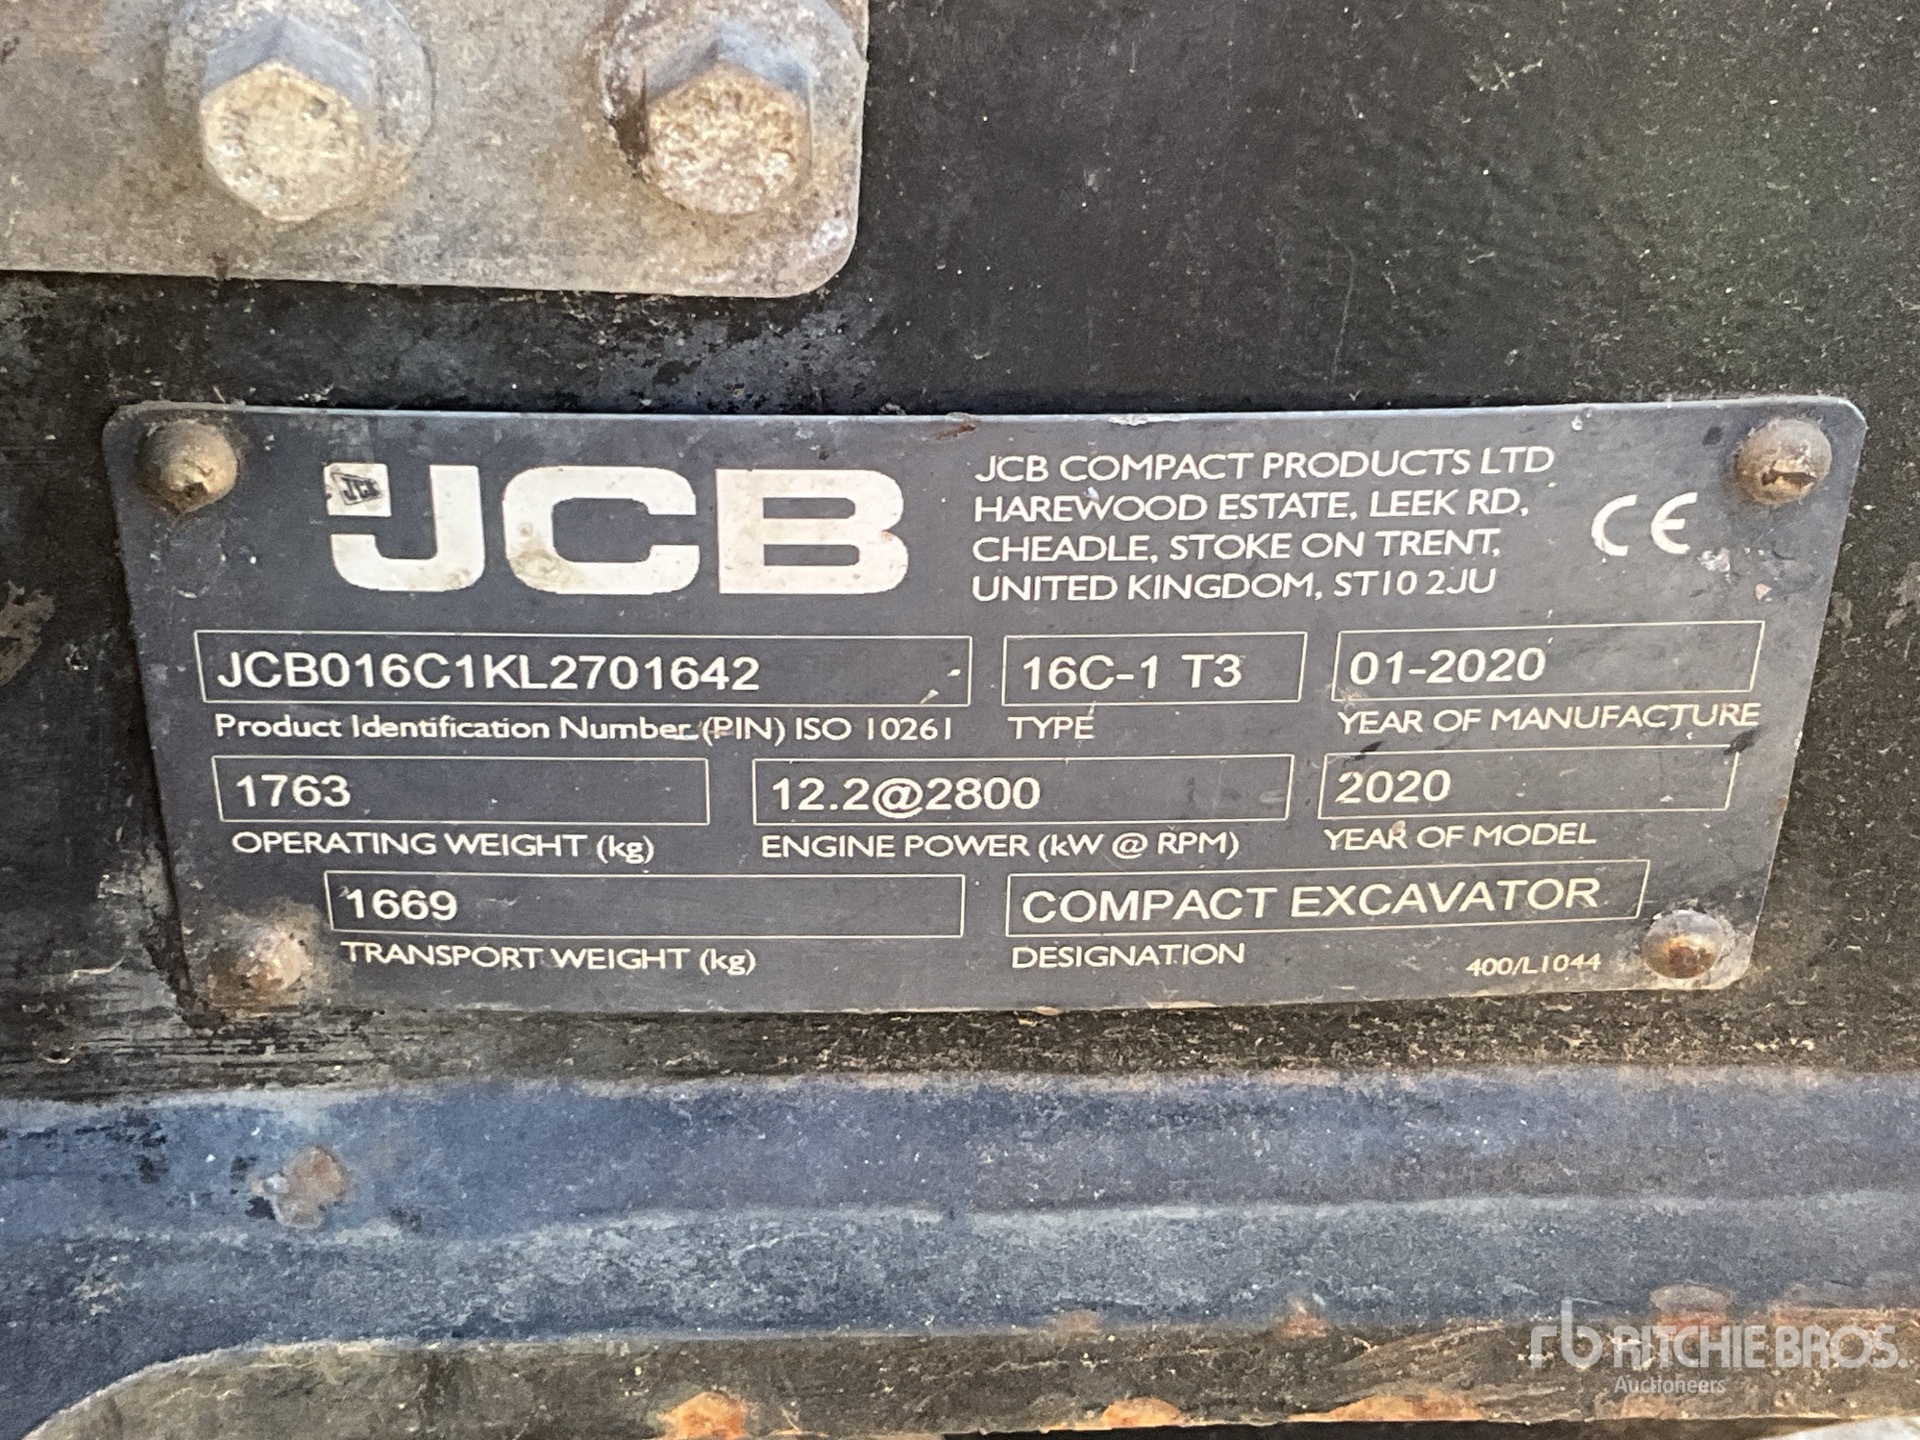 JCB
JCB
JCB COMPACT PRODUCTS LTD
HAREWOOD ESTATE, LEEK RD,
CHEADLE, STOKE ON TRENT,
UNITED KINGDOM, ST10 2JU
CE
JCB016C1KL2701642
Product Identification Number (PIN) ISO 10261
16C-1 T3
TYPE
01-2020
YEAR OF MANUFACTURE
1763
OPERATING WEIGHT (kg)
12.2@2800
ENGINE POWER (kW @ RPM)
2020
YEAR OF MODEL
1669
TRANSPORT WEIGHT (kg)
COMPACT EXCAVATOR
DESIGNATION
400/L1044
rb RITCHIE BROS.
Auctioneers